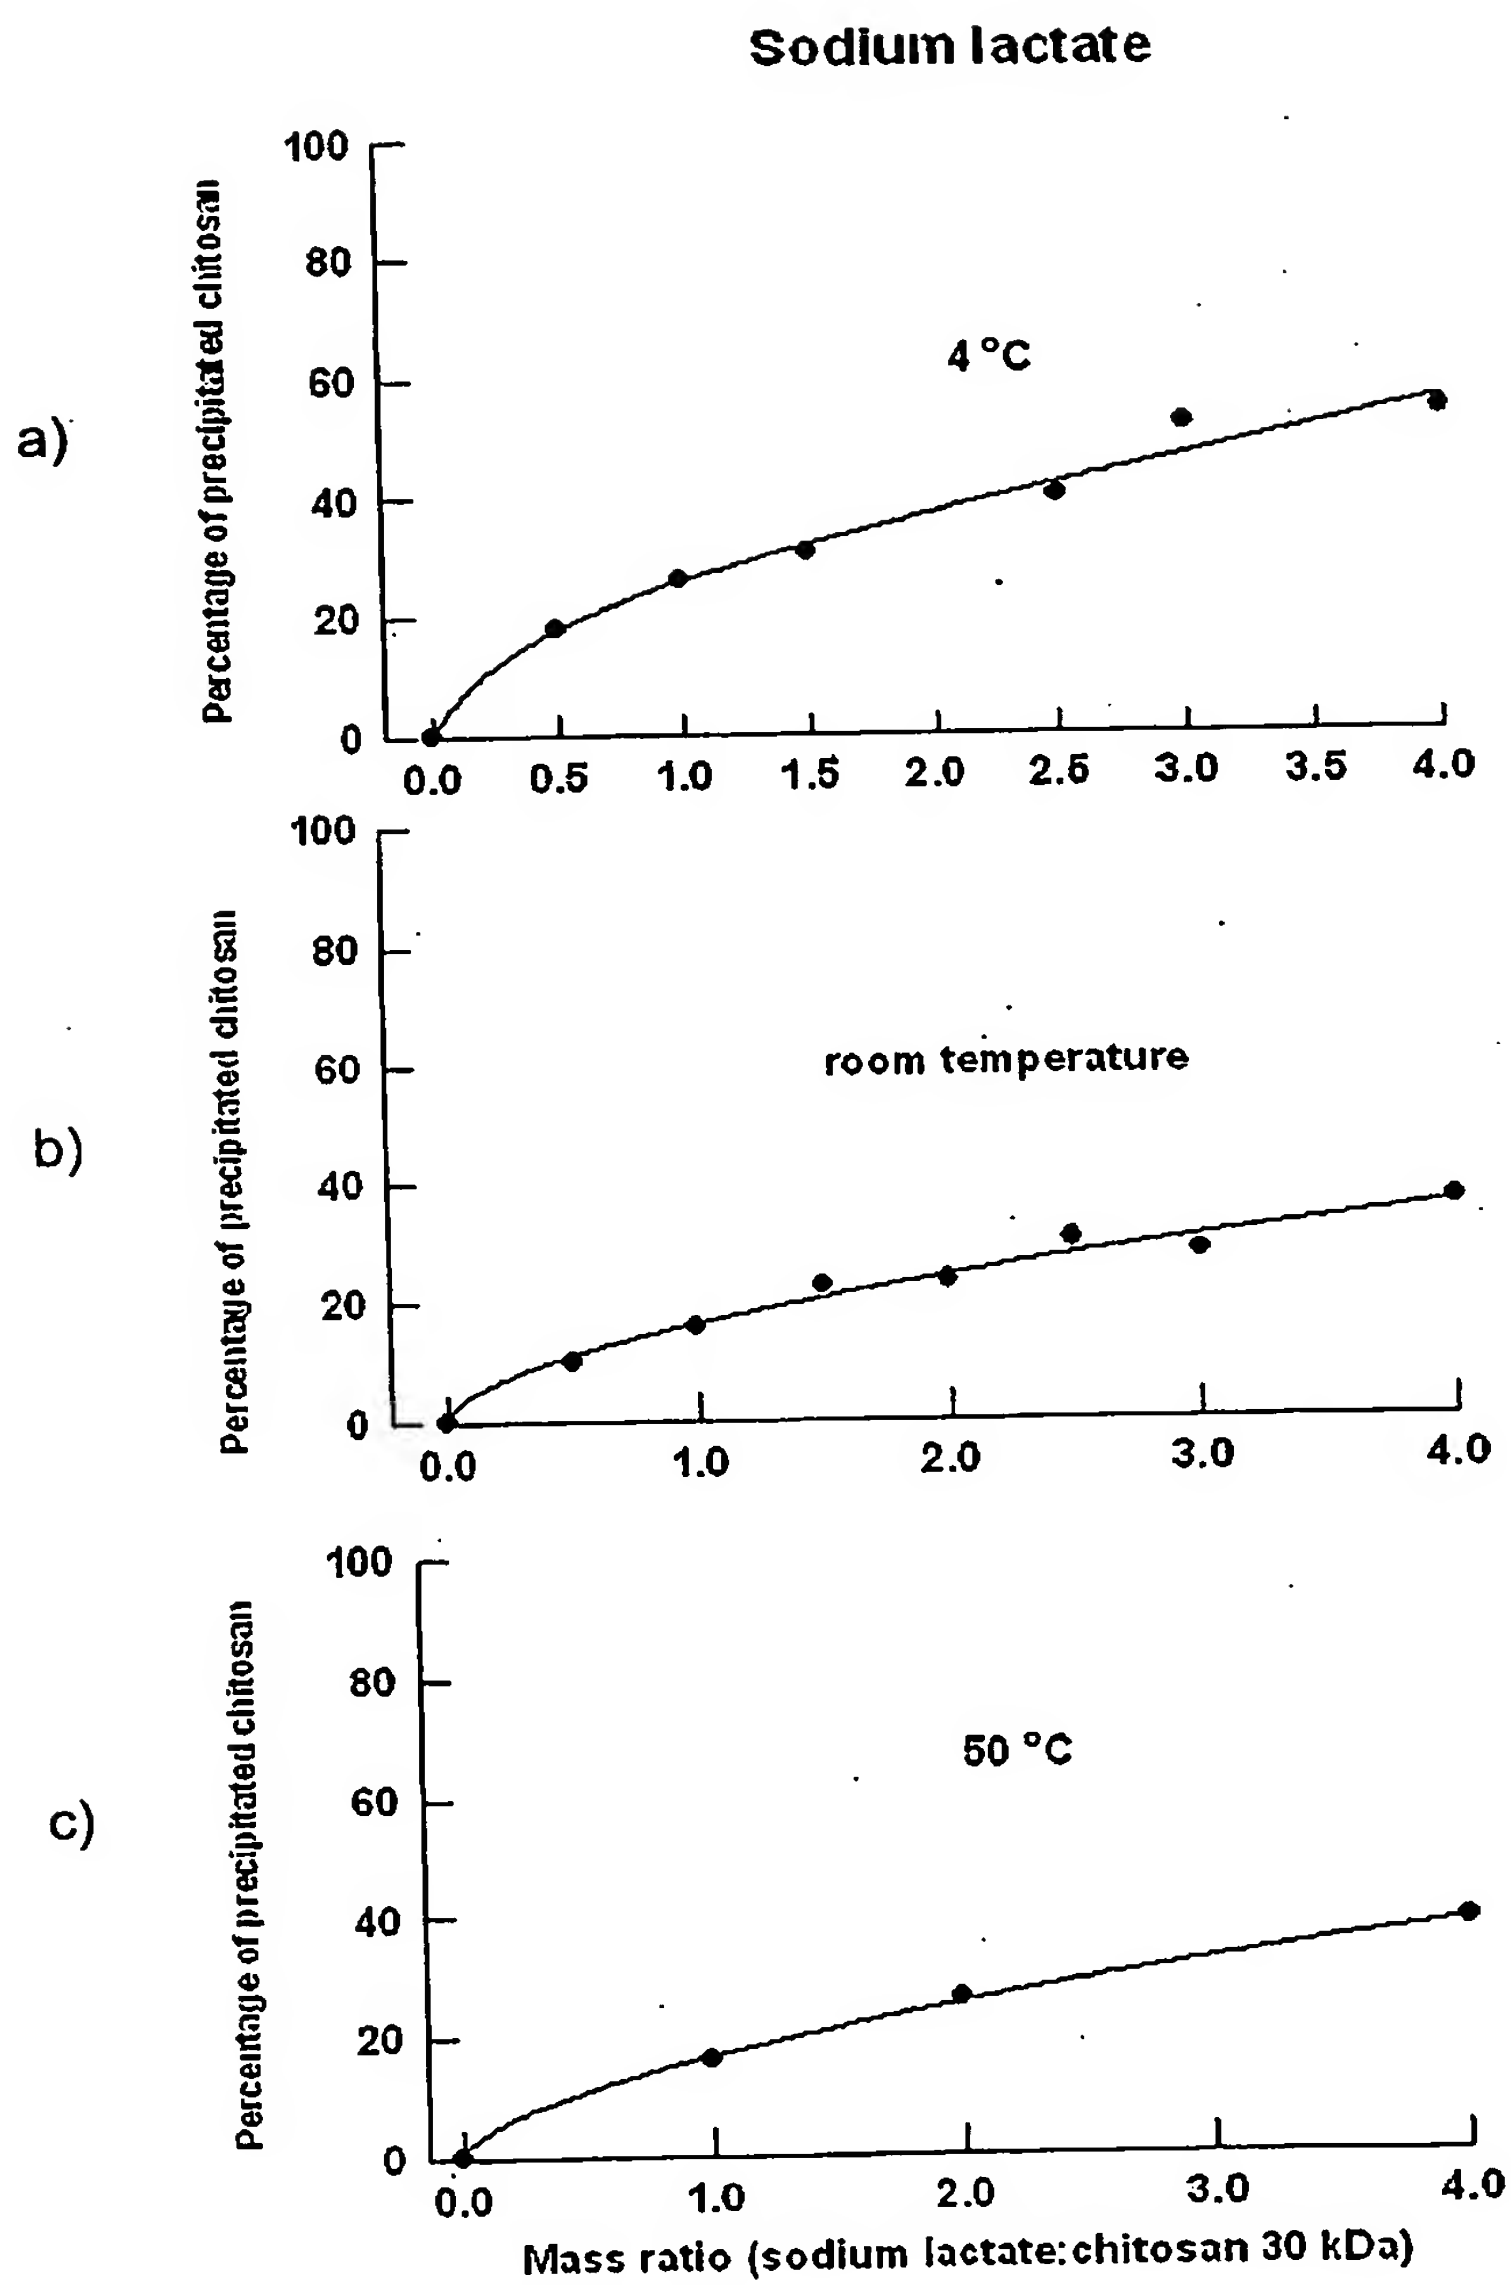 Sodium lactate
a)
Percentage of precipitated chitosan
100
80
60
40
20
0
4 °C
0.0 0.5 1.0 1.5 2.0 2.5 3.0 3.5 4.0
b)
Percentage of precipitated chitosan
100
80
60
40
20
0
room temperature
0.0 1.0 2.0 3.0 4.0
c)
Percentage of precipitated chitosan
100
80
60
40
20
0
50 °C
0.0 1.0 2.0 3.0 4.0
Mass ratio (sodium lactate:chitosan 30 kDa)